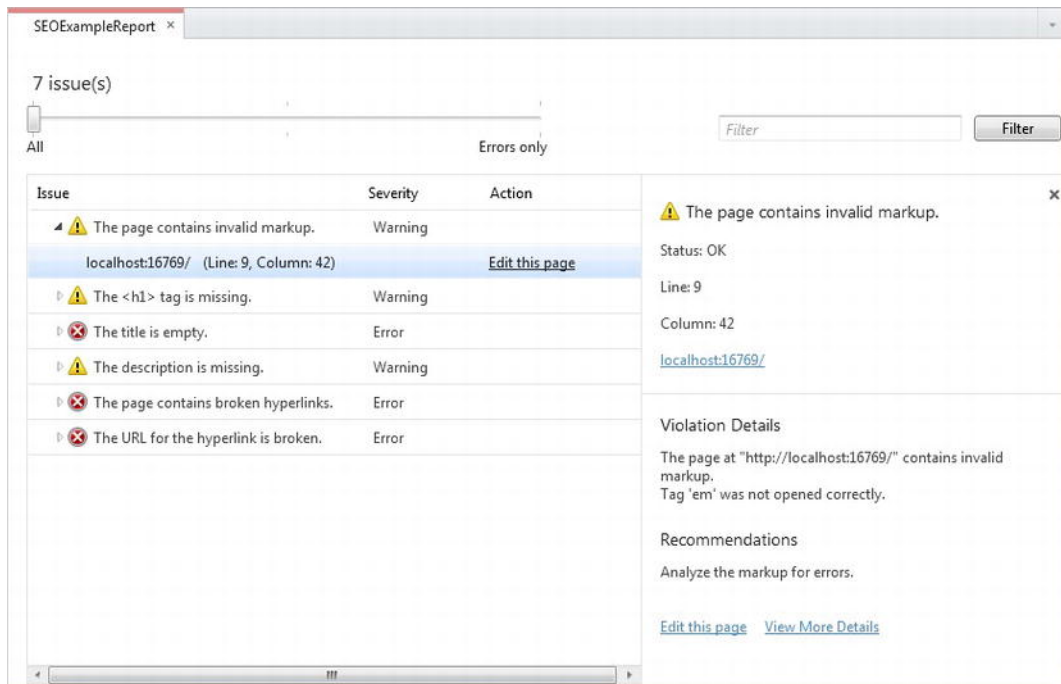 SEOExampleReport ×
7 issue(s)
All
Errors only
Filter
Filter
Issue Severity Action
The page contains invalid markup. Warning
localhost:16769/ (Line: 9, Column: 42) Edit this page
The <h1> tag is missing. Warning
The title is empty. Error
The description is missing. Warning
The page contains broken hyperlinks. Error
The URL for the hyperlink is broken. Error
The page contains invalid markup.
Status: OK
Line: 9
Column: 42
localhost:16769/
Violation Details
The page at "http://localhost:16769/" contains invalid
markup.
Tag 'em' was not opened correctly.
Recommendations
Analyze the markup for errors.
Edit this page View More Details